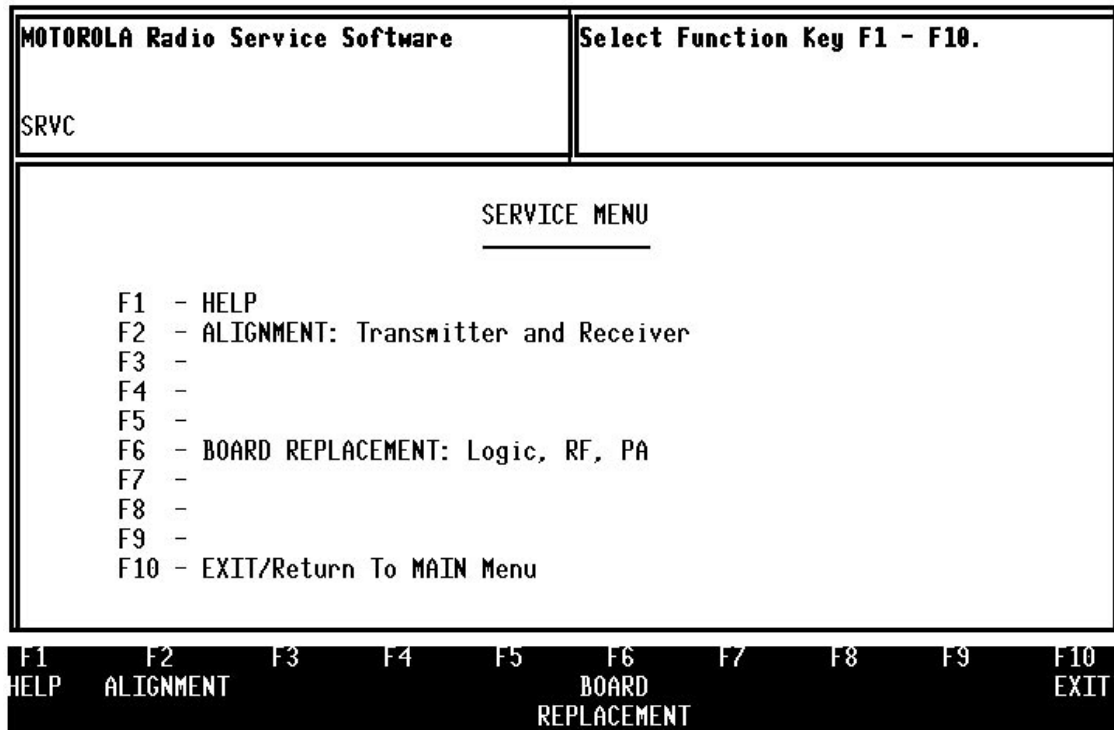 MOTOROLA Radio Service Software
Select Function Key F1 - F10.
SRVC
SERVICE MENU
F1 - HELP
F2 - ALIGNMENT: Transmitter and Receiver
F3 -
F4 -
F5 -
F6 - BOARD REPLACEMENT: Logic, RF, PA
F7 -
F8 -
F9 -
F10 - EXIT/Return To MAIN Menu
F1 F2 F3 F4 F5 F6 F7 F8 F9 F10
HELP ALIGNMENT BOARD EXIT
REPLACEMENT